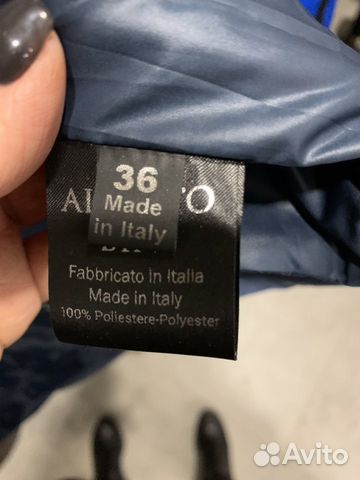 36
Made
in Italy
Fabbricato in Italia
Made in Italy
100% Poliestere-Polyester
Avito